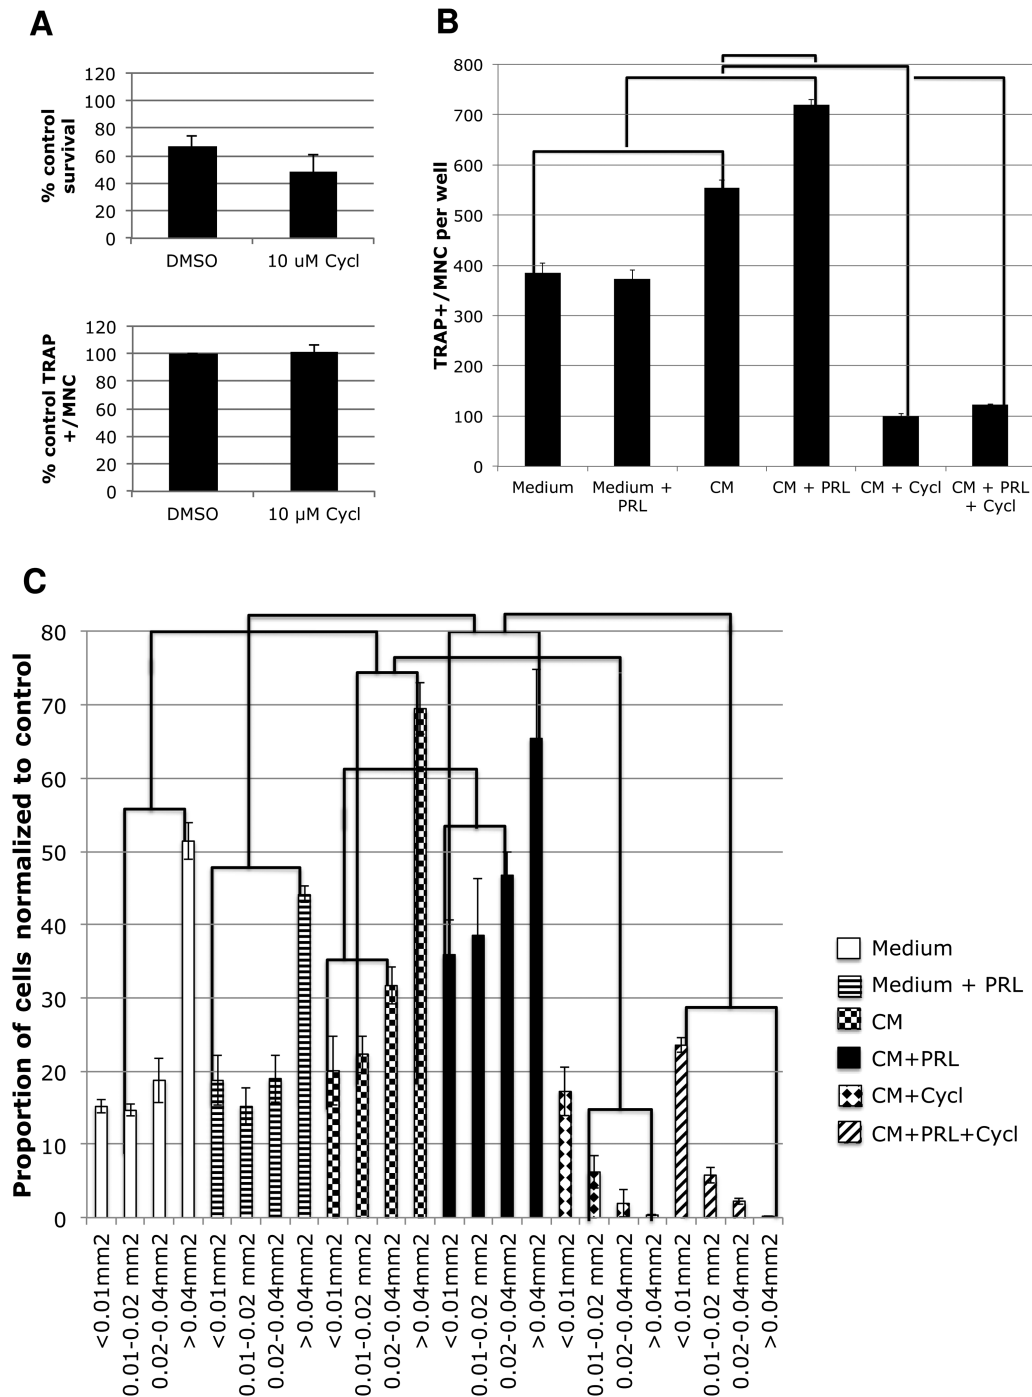 A
% control
survival
120
100
80
60
40
20
0
DMSO
10 uM Cycl
% control TRAP
+/MNC
120
100
80
60
40
20
0
DMSO
10 µM Cycl
B
TRAP+/MNC per well
800
700
600
500
400
300
200
100
0
Medium
Medium +
PRL
CM
CM + PRL
CM + Cycl
CM + PRL
+ Cycl
C
Proportion of cells normalized to control
80
70
60
50
40
30
20
10
0
<0.01mm2
0.01-0.02 mm2
0.02-0.04mm2
>0.04mm2
<0.01mm2
0.01-0.02 mm2
0.02-0.04mm2
>0.04mm2
<0.01mm2
0.01-0.02 mm2
0.02-0.04mm2
>0.04mm2
<0.01mm2
0.01-0.02 mm2
0.02-0.04mm2
>0.04mm2
<0.01mm2
0.01-0.02 mm2
0.02-0.04mm2
>0.04mm2
<0.01mm2
0.01-0.02 mm2
0.02-0.04mm2
>0.04mm2
Medium
Medium + PRL
CM
CM+PRL
CM+Cycl
CM+PRL+Cycl